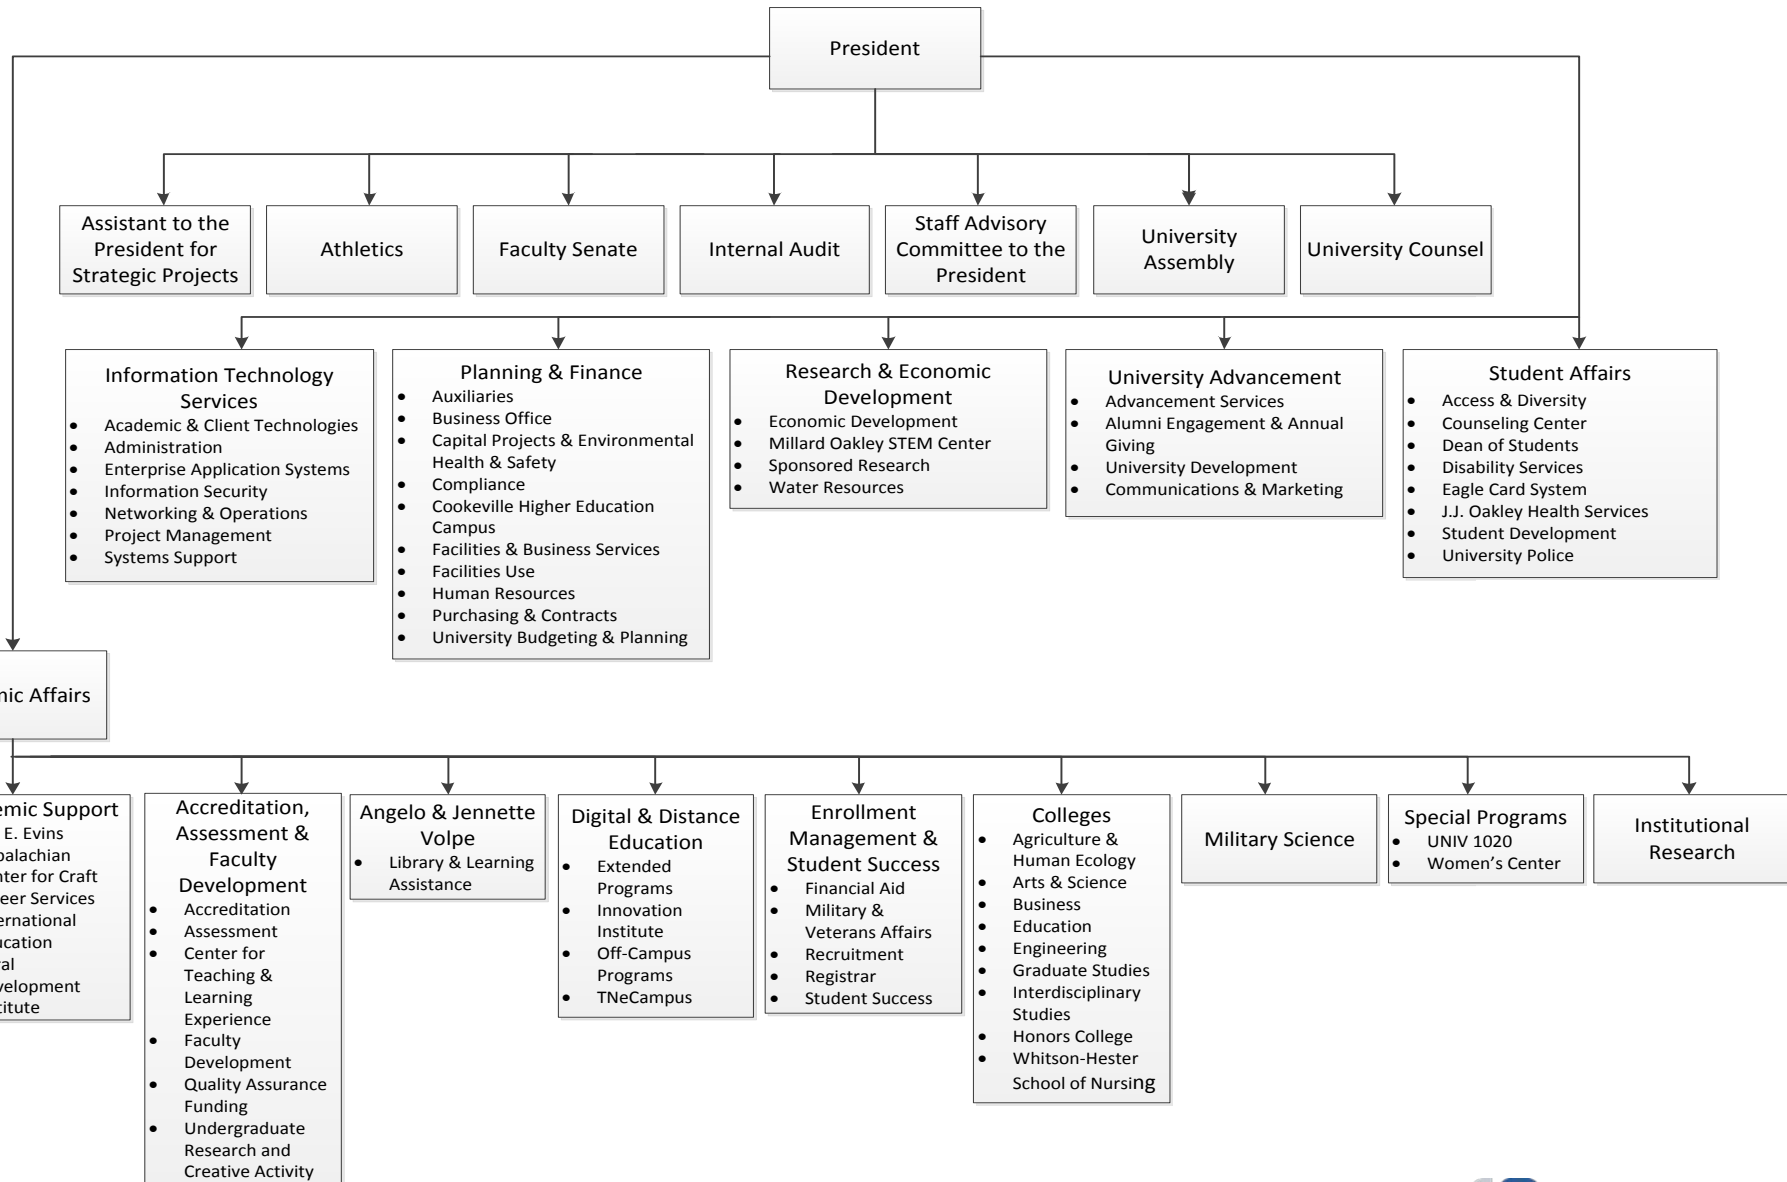 President
Assistant to the
President for
Strategic Projects
Athletics
Faculty Senate
Internal Audit
Staff Advisory
Committee to the
President
University
Assembly
University Counsel
Information Technology
Services
• Academic & Client Technologies
• Administration
• Enterprise Application Systems
• Information Security
• Networking & Operations
• Project Management
• Systems Support
Planning & Finance
• Auxiliaries
• Business Office
• Capital Projects & Environmental
Health & Safety
• Compliance
• Cookeville Higher Education
Campus
• Facilities & Business Services
• Facilities Use
• Human Resources
• Purchasing & Contracts
• University Budgeting & Planning
Research & Economic
Development
• Economic Development
• Millard Oakley STEM Center
• Sponsored Research
• Water Resources
University Advancement
• Advancement Services
• Alumni Engagement & Annual
Giving
• University Development
• Communications & Marketing
Student Affairs
• Access & Diversity
• Counseling Center
• Dean of Students
• Disability Services
• Eagle Card System
• J.J. Oakley Health Services
• Student Development
• University Police
Affairs
Support
E. Evins
for Craft
Services
Accreditation,
Assessment &
Faculty
Development
• Accreditation
• Assessment
• Center for
Teaching &
Learning
Experience
• Faculty
Development
• Quality Assurance
Funding
• Undergraduate
Research and
Creative Activity
Angelo & Jennette
Volpe
• Library & Learning
Assistance
Digital & Distance
Education
• Extended
Programs
• Innovation
Institute
• Off-Campus
Programs
• TNeCampus
Enrollment
Management &
Student Success
• Financial Aid
• Military &
Veterans Affairs
• Recruitment
• Registrar
• Student Success
Colleges
• Agriculture &
Human Ecology
• Arts & Science
• Business
• Education
• Engineering
• Graduate Studies
• Interdisciplinary
Studies
• Honors College
• Whitson-Hester
School of Nursing
Military Science
Special Programs
• UNIV 1020
• Women's Center
Institutional
Research